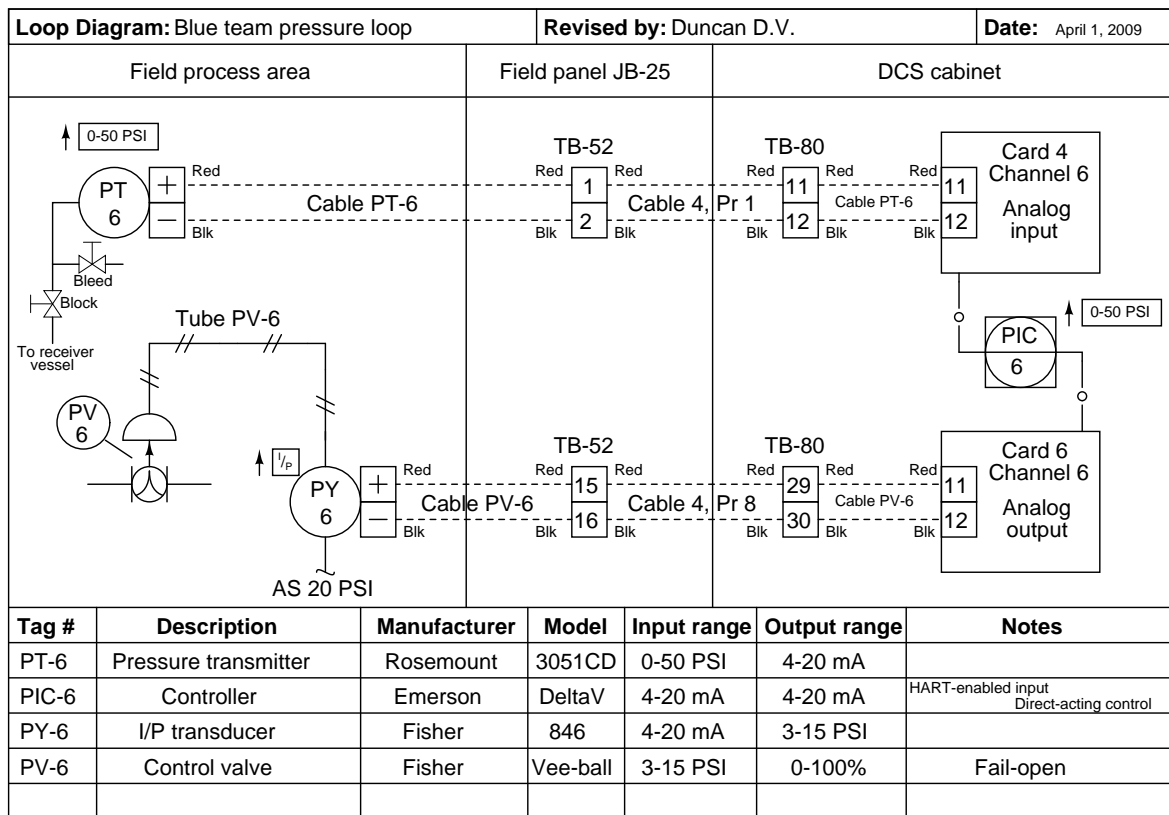 Loop Diagram: Blue team pressure loop
Revised by: Duncan D.V.
Date: April 1, 2009
Field process area
Field panel JB-25
DCS cabinet
0-50 PSI
PT
6
+
–
Red
Blk
Cable PT-6
TB-52
Red 1 Red
Blk 2 Blk
Cable 4, Pr 1
TB-80
Red 11 Red
Blk 12 Blk
Cable PT-6
Red 11
Blk 12
Card 4
Channel 6
Analog
input
Bleed
Block
To receiver
vessel
Tube PV-6
0-50 PSI
PIC
6
PV
6
I/P
PY
6
+
–
Red
Blk
Cable PV-6
TB-52
Red 15 Red
Blk 16 Blk
Cable 4, Pr 8
TB-80
Red 29 Red
Blk 30 Blk
Cable PV-6
Red 11
Blk 12
Card 6
Channel 6
Analog
output
AS 20 PSI
Tag # Description Manufacturer Model Input range Output range Notes
PT-6 Pressure transmitter Rosemount 3051CD 0-50 PSI 4-20 mA
PIC-6 Controller Emerson DeltaV 4-20 mA 4-20 mA HART-enabled input
Direct-acting control
PY-6 I/P transducer Fisher 846 4-20 mA 3-15 PSI
PV-6 Control valve Fisher Vee-ball 3-15 PSI 0-100% Fail-open